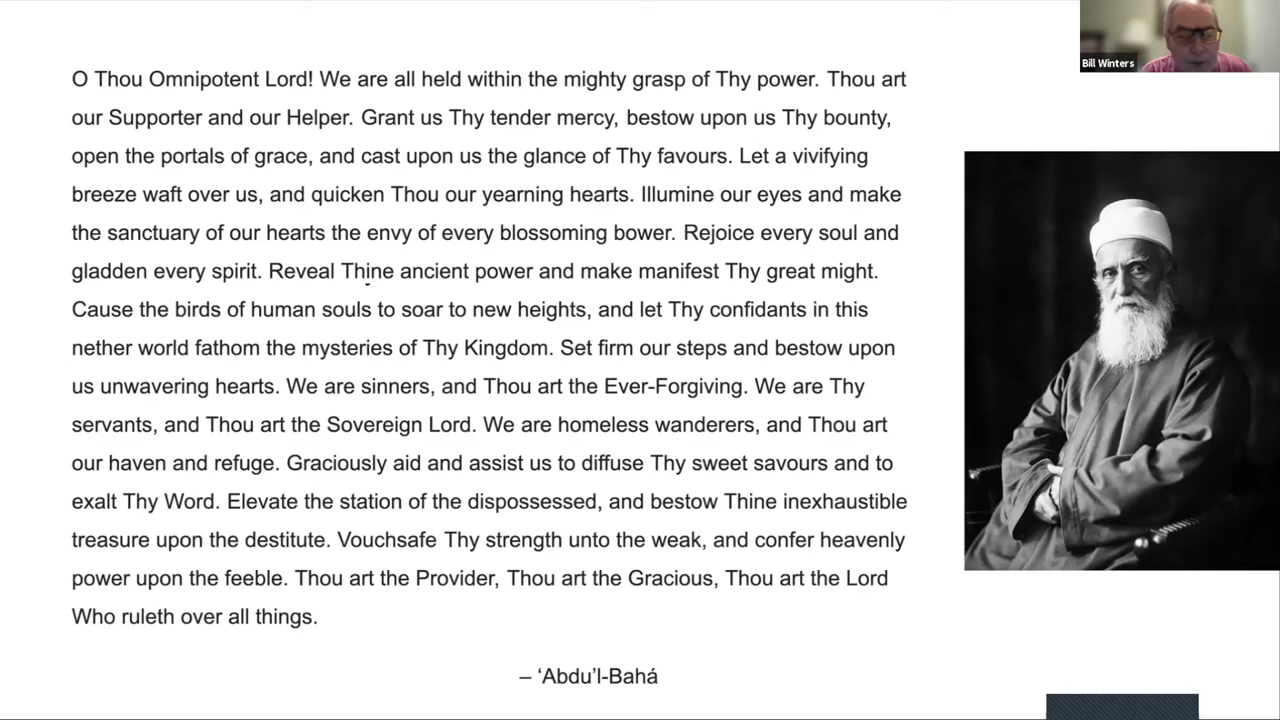 Bill Winters
O Thou Omnipotent Lord! We are all held within the mighty grasp of Thy power. Thou art
our Supporter and our Helper. Grant us Thy tender mercy, bestow upon us Thy bounty,
open the portals of grace, and cast upon us the glance of Thy favours. Let a vivifying
breeze waft over us, and quicken Thou our yearning hearts. Illumine our eyes and make
the sanctuary of our hearts the envy of every blossoming bower. Rejoice every soul and
gladden every spirit. Reveal Thine ancient power and make manifest Thy great might.
Cause the birds of human souls to soar to new heights, and let Thy confidants in this
nether world fathom the mysteries of Thy Kingdom. Set firm our steps and bestow upon
us unwavering hearts. We are sinners, and Thou art the Ever-Forgiving. We are Thy
servants, and Thou art the Sovereign Lord. We are homeless wanderers, and Thou art
our haven and refuge. Graciously aid and assist us to diffuse Thy sweet savours and to
exalt Thy Word. Elevate the station of the dispossessed, and bestow Thine inexhaustible
treasure upon the destitute. Vouchsafe Thy strength unto the weak, and confer heavenly
power upon the feeble. Thou art the Provider, Thou art the Gracious, Thou art the Lord
Who ruleth over all things.
– ‘Abdu’l-Bahá